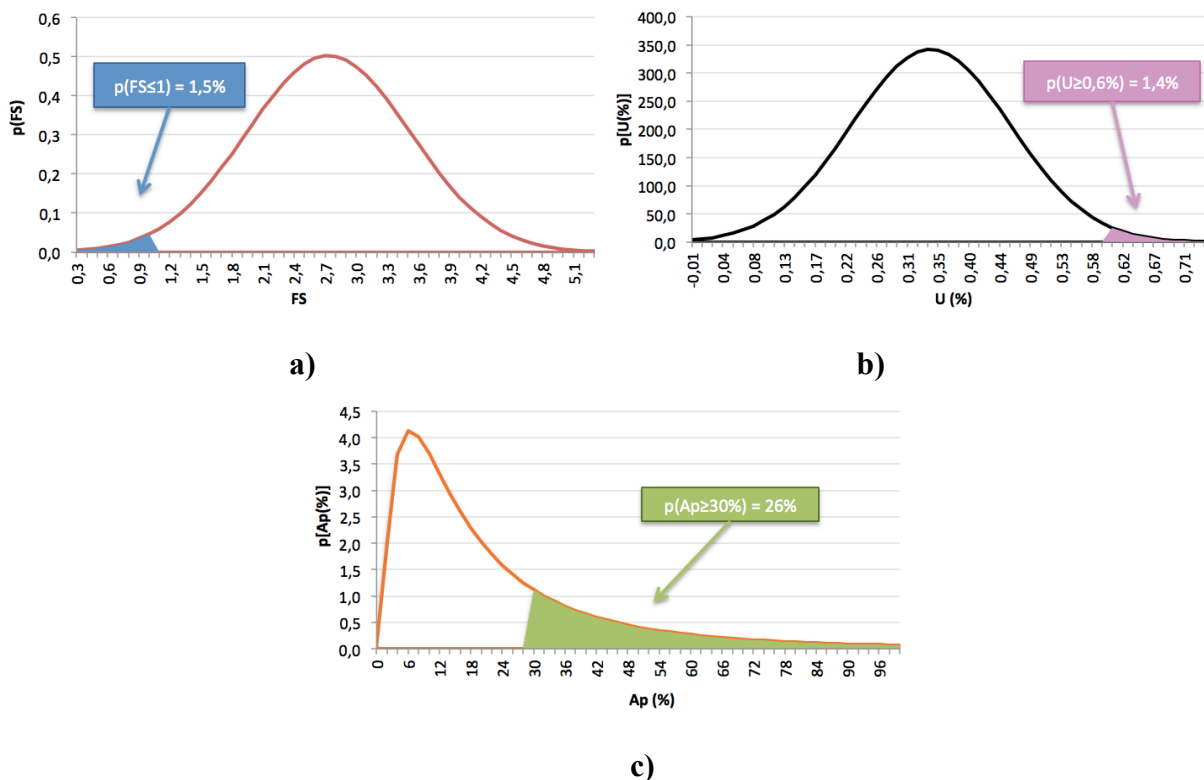 0,6
0,5
0,4
0,3
0,2
0,1
0,0
p(FS)
p(FS≤1) = 1,5%
0,3 0,6 0,9 1,2 1,5 1,8 2,1 2,4 2,7 3,0 3,3 3,6 3,9 4,2 4,5 4,8 5,1
FS
a)
400,0
350,0
300,0
250,0
200,0
150,0
100,0
50,0
0,0
p[U(%)]
p(U≥0,6%) = 1,4%
-0,01 0,04 0,08 0,13 0,17 0,22 0,26 0,31 0,35 0,40 0,44 0,49 0,53 0,58 0,62 0,67 0,71
U (%)
b)
4,5
4,0
3,5
3,0
2,5
2,0
1,5
1,0
0,5
0,0
p[Ap(%)]
p(Ap≥30%) = 26%
0 6 12 18 24 30 36 42 48 54 60 66 72 78 84 90 96
Ap (%)
c)